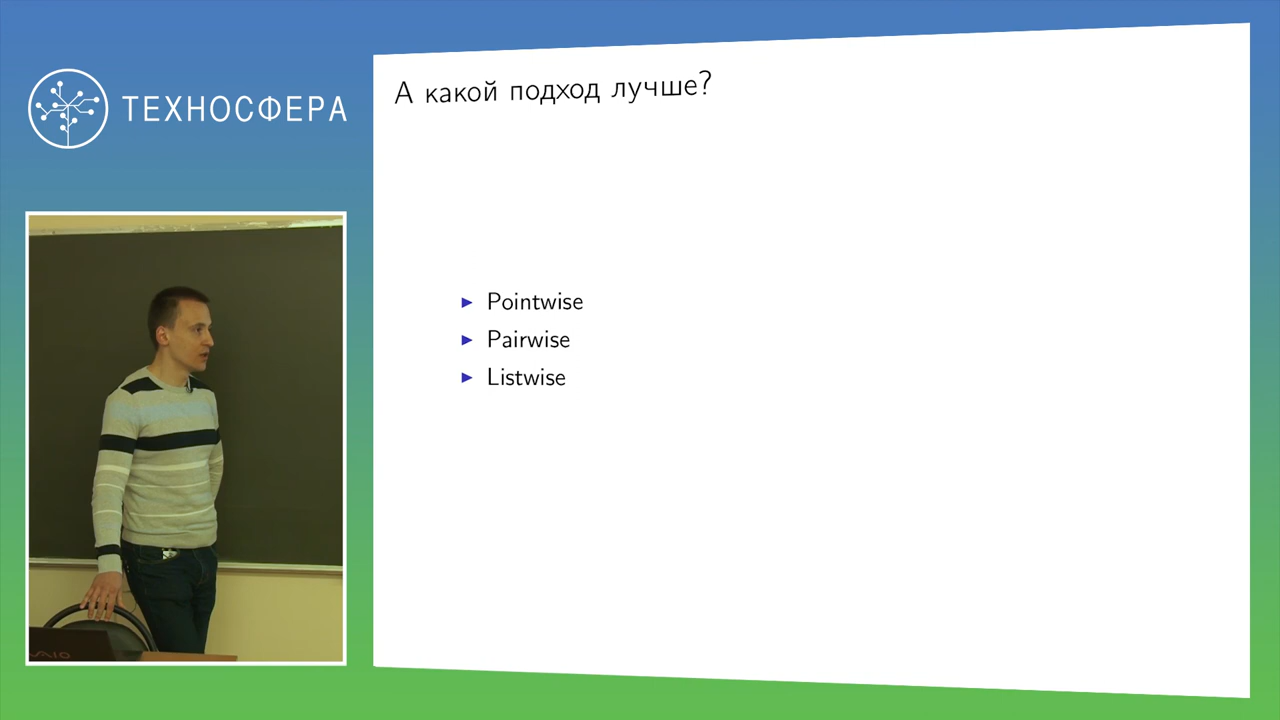 ТЕХНОСФЕРА
А какой подход лучше?
Pointwise
Pairwise
Listwise